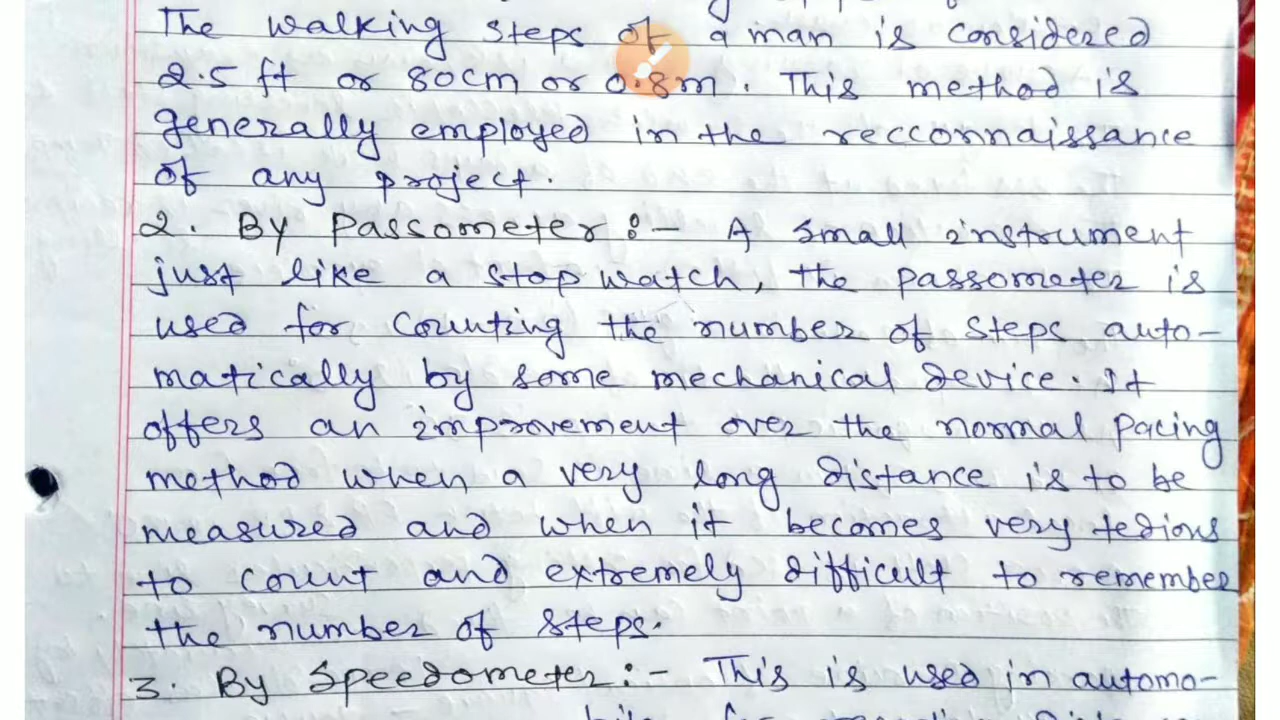 The walking steps of a man is considered
2.5 ft or 80cm or 0.8m. This method is
generally employed in the recconnaissance
of any project.
2. By Passometer :- A small instrument
just like a stop watch, the passometer is
used for counting the number of steps auto-
matically by some mechanical device. It
offers an improvement over the normal pacing
method when a very long distance is to be
measured and when it becomes very tedious
to count and extremely difficult to remember
the number of steps.
3. By Speedometer :- This is used in automo-